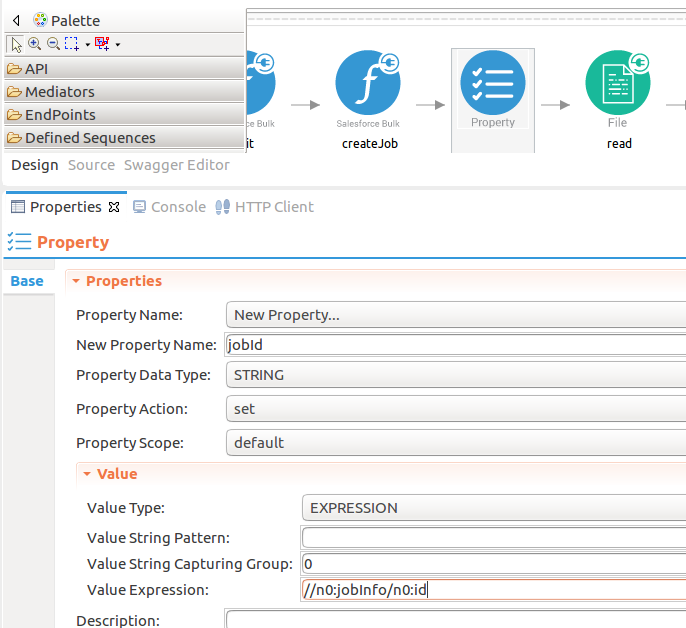 Palette
API
Mediators
EndPoints
Defined Sequences
ce Bulk
it
Salesforce Bulk
createJob
Property
File
read
Design Source Swagger Editor
Properties Console HTTP Client
Property
Base
Properties
Property Name: New Property...
New Property Name: jobId
Property Data Type: STRING
Property Action: set
Property Scope: default
Value
Value Type: EXPRESSION
Value String Pattern:
Value String Capturing Group: 0
Value Expression: //n0:jobInfo/n0:id
Description: